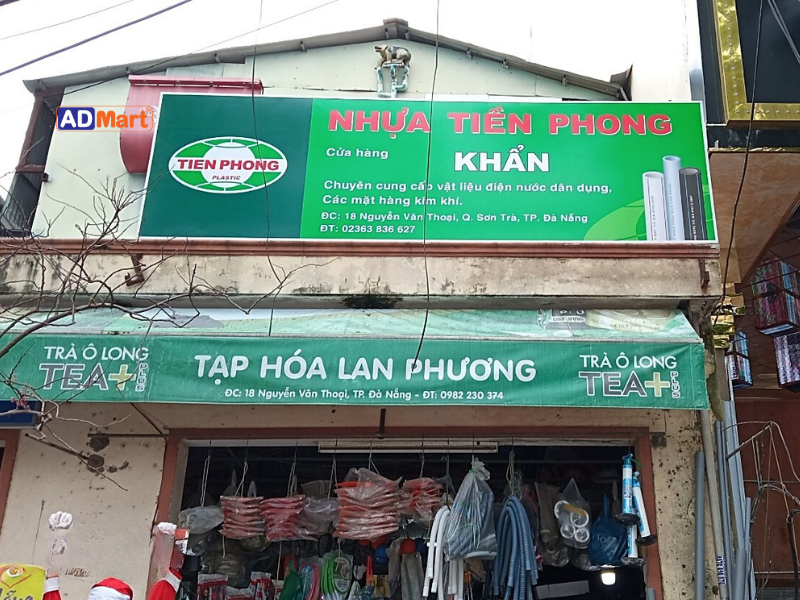 ADMart
NHỰA TIỀN PHONG
TIEN PHONG
PLASTIC
Cửa hàng
KHẨN
Chuyên cung cấp vật liệu điện nước dân dụng,
Các mặt hàng kim khí.
ĐC: 18 Nguyễn Văn Thoại, Q. Sơn Trà, TP. Đà Nẵng
ĐT: 02363 836 627
TRÀ Ô LONG
TEA+
PLUS
TẠP HÓA LAN PHƯƠNG
ĐC: 18 Nguyễn Văn Thoại, TP. Đà Nẵng - ĐT: 0982 230 374
TRÀ Ô LONG
TEA+
PLUS